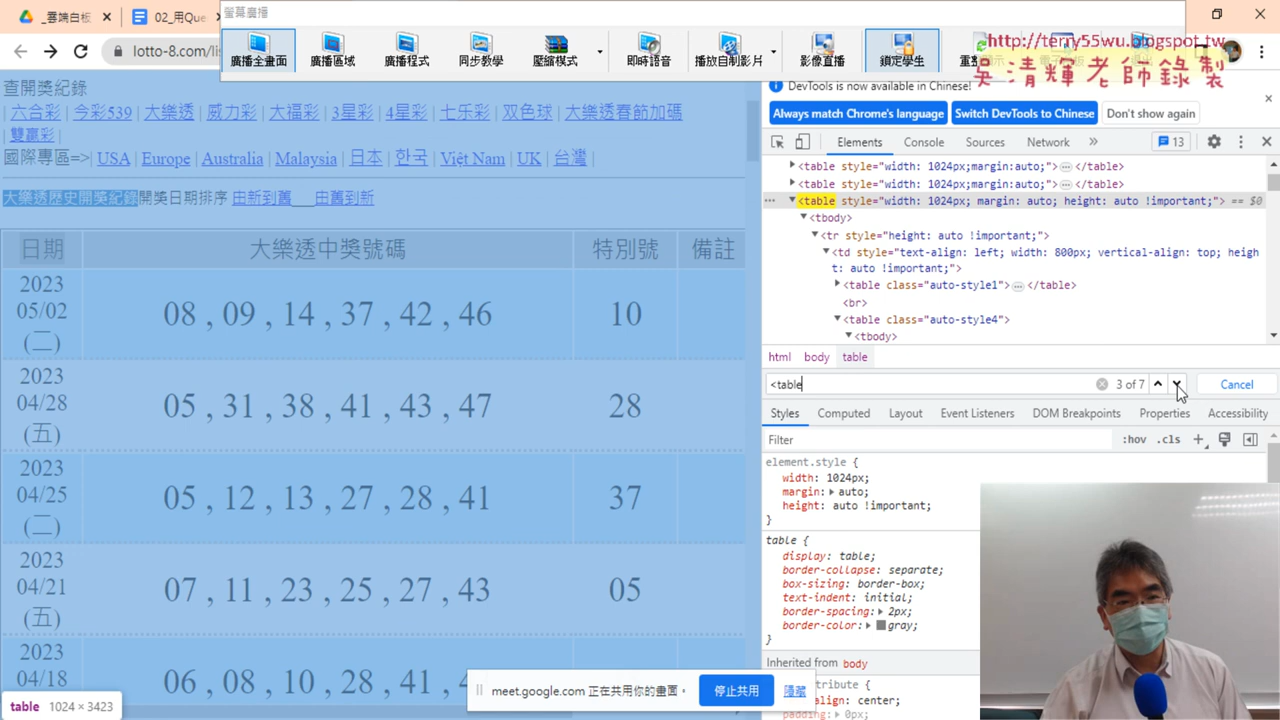 _雲端白板
02_用Que
螢幕廣播
廣播全畫面
廣播區域
廣播程式
同步教學
壓縮模式
即時語音
播放自製影片
影像直播
鎖定學生
http://terry55wu.blogspot.tw
吳清輝老師錄製
lotto-8.com/li
查開獎紀錄
| 六合彩 | 今彩539 | 大樂透 | 威力彩 | 大福彩 | 3星彩 | 4星彩 | 七乐彩 | 双色球 | 大樂透春節加碼
| 雙贏彩 |
國際專區=>| USA | Europe | Australia | Malaysia | 日本 | 한국 | Việt Nam | UK | 台灣 |
大樂透歷史開獎紀錄開獎日期排序 由新到舊 由舊到新
日期 大樂透中獎號碼 特別號 備註
2023
05/02
(二)
08 , 09 , 14 , 37 , 42 , 46
10
2023
04/28
(五)
05 , 31 , 38 , 41 , 43 , 47
28
2023
04/25
(二)
05 , 12 , 13 , 27 , 28 , 41
37
2023
04/21
(五)
07 , 11 , 23 , 25 , 27 , 43
05
2023
04/18
06 , 08 , 10 , 28 , 41 ,
table 1024 × 3423
meet.google.com 正在共用你的畫面。
停止共用
隱藏
DevTools is now available in Chinese!
Always match Chrome's language
Switch DevTools to Chinese
Don't show again
Elements Console Sources Network » 13
<table style="width: 1024px;margin:auto;">…</table>
<table style="width: 1024px;margin:auto;">…</table>
<table style="width: 1024px; margin: auto; height: auto !important;"> == $0
<tbody>
<tr style="height: auto !important;">
<td style="text-align: left; width: 800px; vertical-align: top; heigh
t: auto !important;">
<table class="auto-style1">…</table>
<br>
<table class="auto-style4">
<tbody>
html body table
<table
3 of 7
Cancel
Styles Computed Layout Event Listeners DOM Breakpoints Properties Accessibility
Filter
:hov .cls +
element.style {
width: 1024px;
margin: auto;
height: auto !important;
}
table {
display: table;
border-collapse: separate;
box-sizing: border-box;
text-indent: initial;
border-spacing: 2px;
border-color: gray;
}
Inherited from body
tribute {
align: center;
padding: 0px;